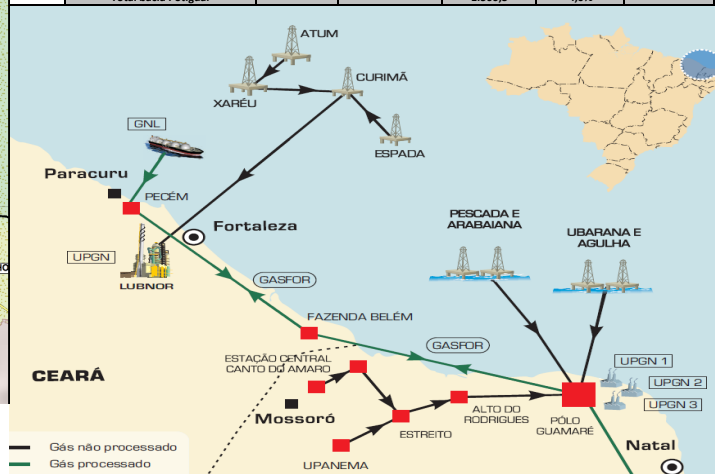 ATUM
CURIMÃ
XARÉU
GNL
ESPADA
Paracuru
PECÉM
PESCADA E
ARABAIANA
Fortaleza
UBARANA E
AGULHA
UPGN
LUBNOR
GASFOR
FAZENDA BELÉM
GASFOR
ESTAÇÃO CENTRAL
CANTO DO AMARO
UPGN 1
CEARÁ
UPGN 2
UPGN 3
ALTO DO
RODRIGUES
Mossoró
PÓLO
GUAMARÉ
ESTREITO
Natal
Gás não processado
UPANEMA
Gás processado